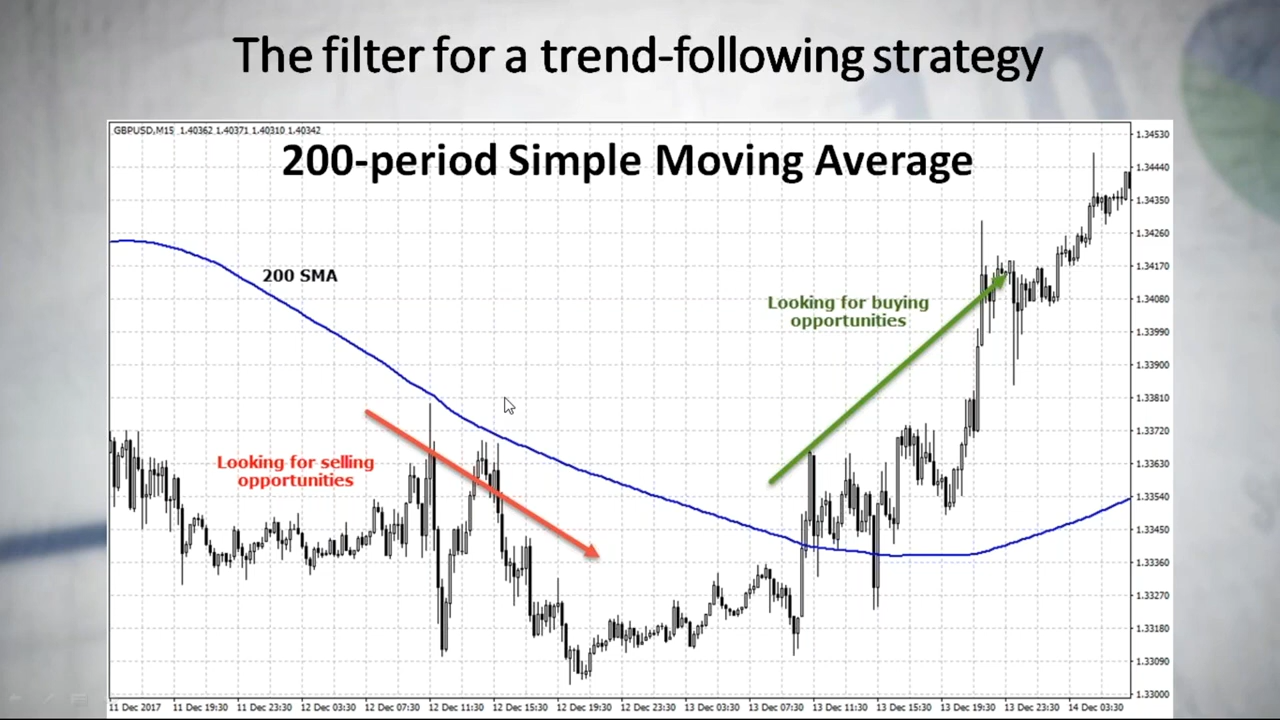 The filter for a trend-following strategy
GBPUSD,M15 1.40362 1.40371 1.40310 1.40342
200-period Simple Moving Average
200 SMA
Looking for buying
opportunities
Looking for selling
opportunities
1.34530
1.34440
1.34350
1.34260
1.34170
1.34080
1.33990
1.33900
1.33810
1.33720
1.33630
1.33540
1.33450
1.33360
1.33270
1.33180
1.33090
1.33000
11 Dec 2017 11 Dec 19:30 11 Dec 23:30 12 Dec 03:30 12 Dec 07:30 12 Dec 11:30 12 Dec 15:30 12 Dec 19:30 12 Dec 23:30 13 Dec 03:30 13 Dec 07:30 13 Dec 11:30 13 Dec 15:30 13 Dec 19:30 13 Dec 23:30 14 Dec 03:30